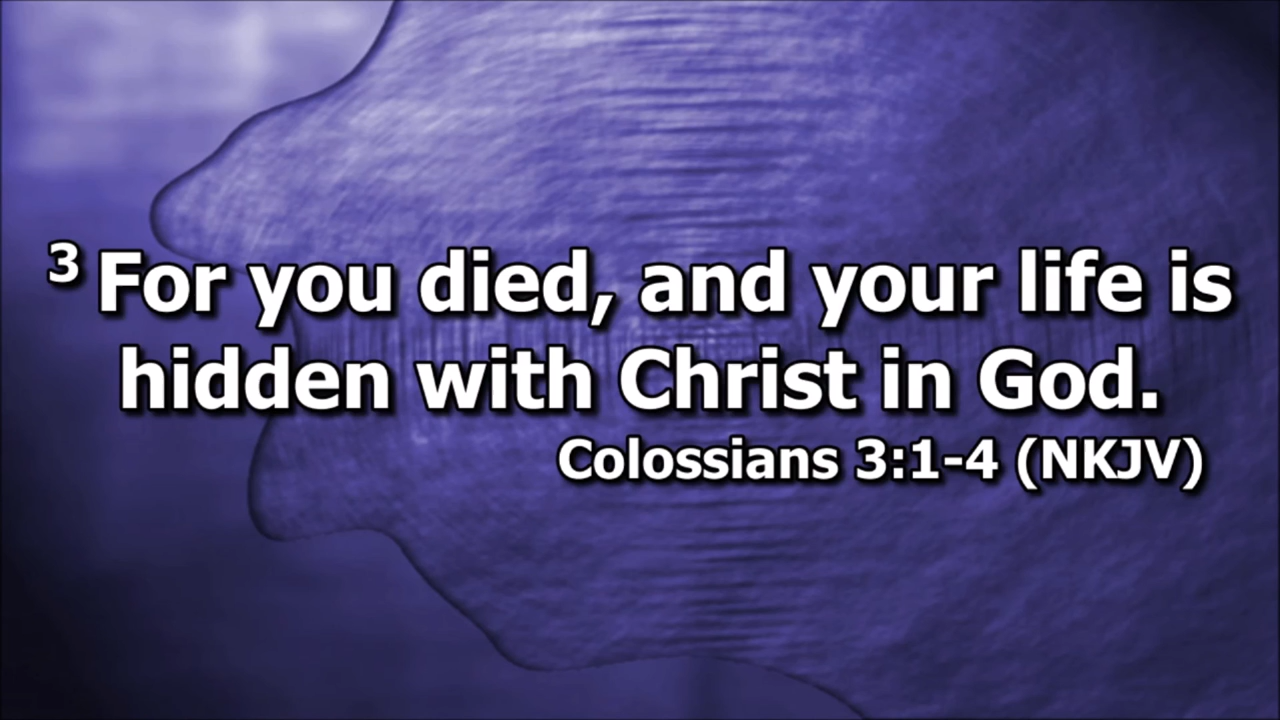 3 For you died, and your life is
hidden with Christ in God.
Colossians 3:1-4 (NKJV)